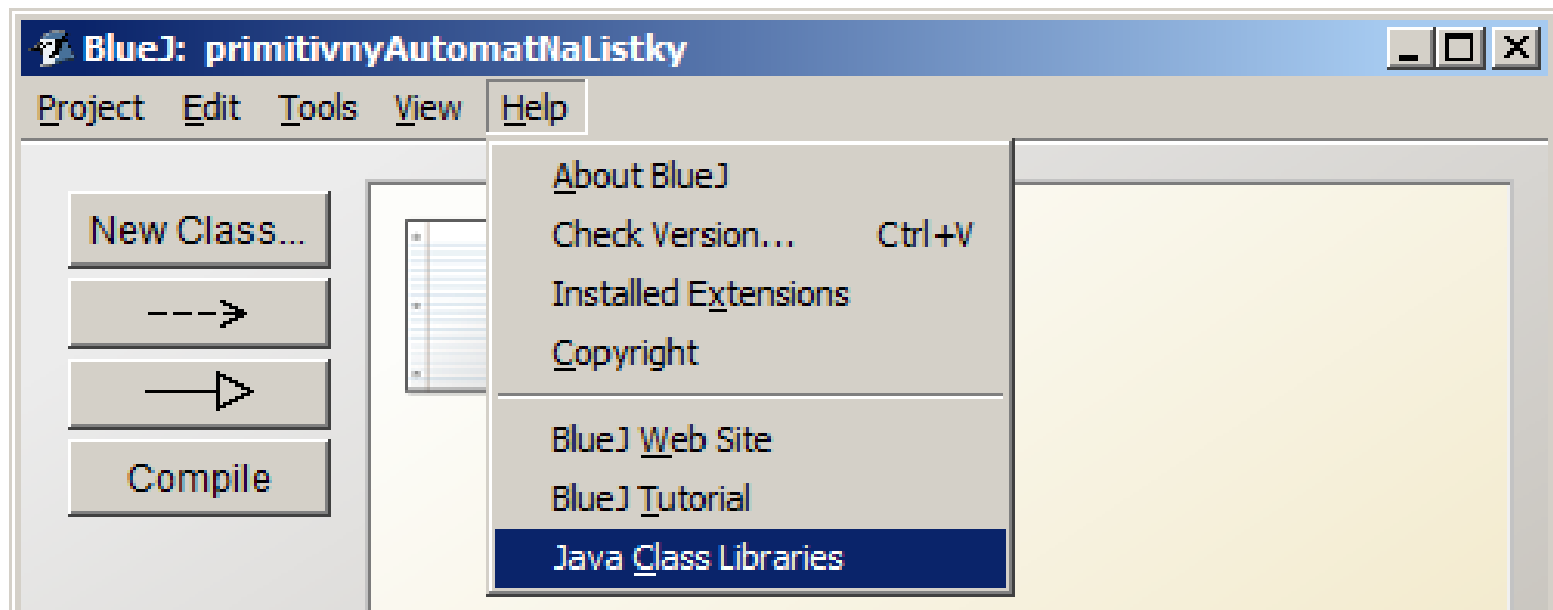 BlueJ: primitivnyAutomatNaListky
Project Edit Tools View Help
About BlueJ
Check Version... Ctrl+V
Installed Extensions
Copyright
BlueJ Web Site
BlueJ Tutorial
Java Class Libraries
New Class...
Compile